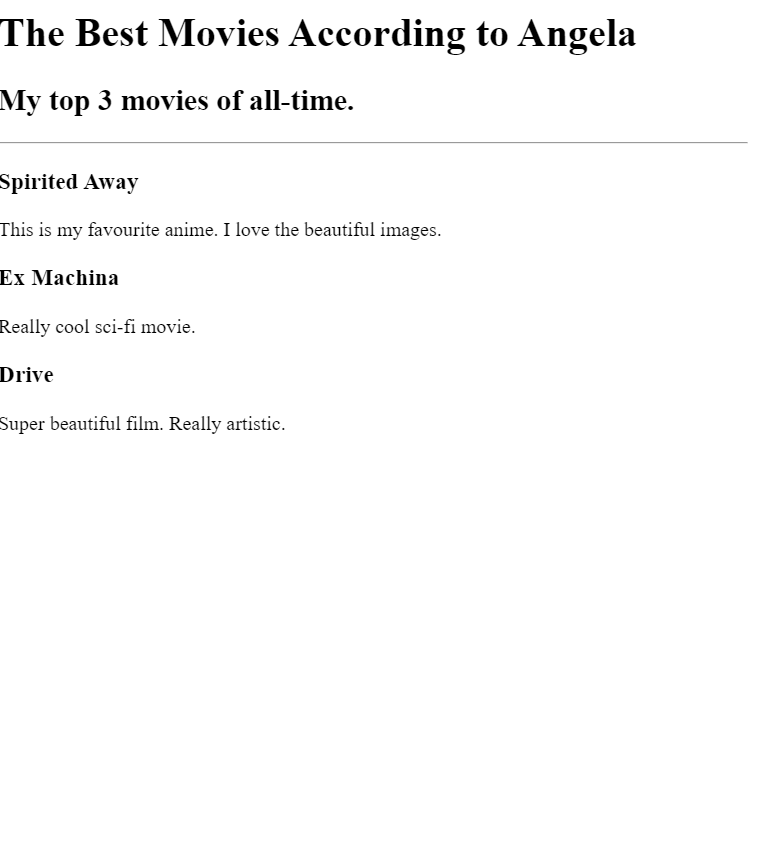 The Best Movies According to Angela
My top 3 movies of all-time.
Spirited Away
This is my favourite anime. I love the beautiful images.
Ex Machina
Really cool sci-fi movie.
Drive
Super beautiful film. Really artistic.